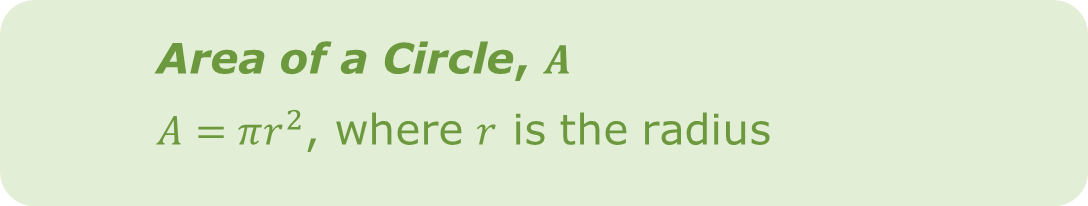 Area of a Circle, A
A = πr², where r is the radius